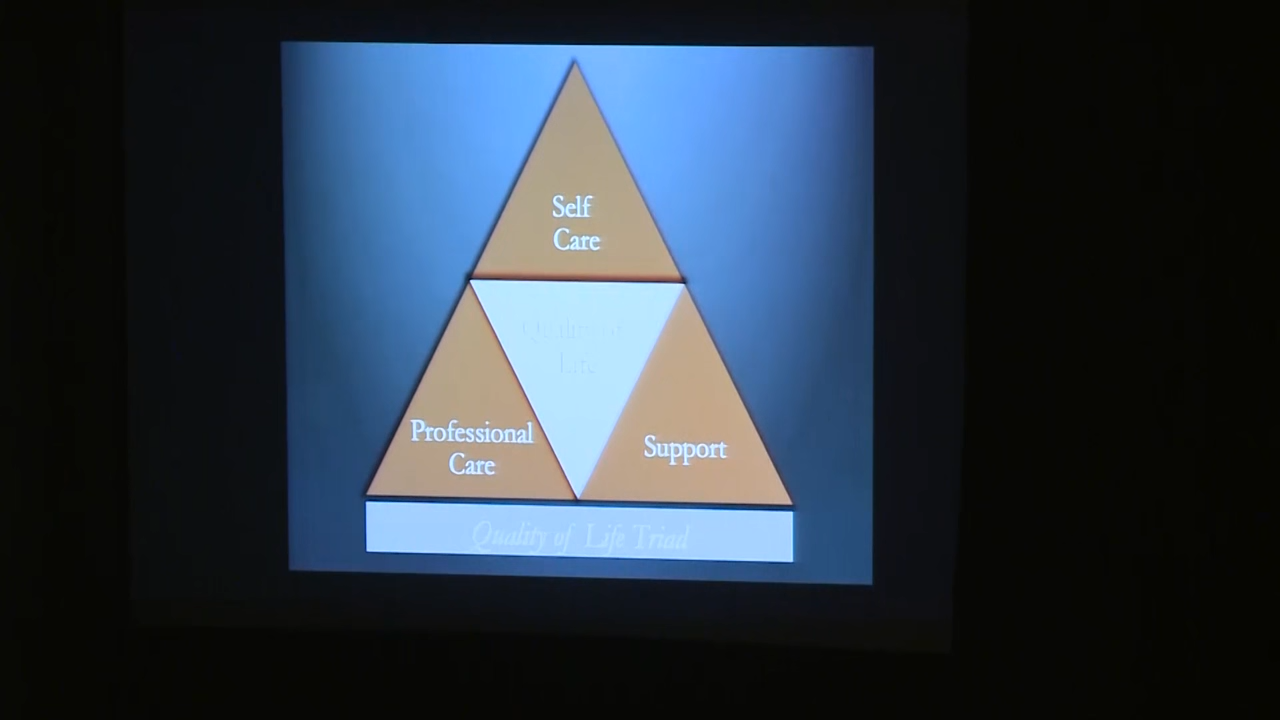 Self
Care
Quality of
Life
Professional
Care
Support
Quality of Life Triad